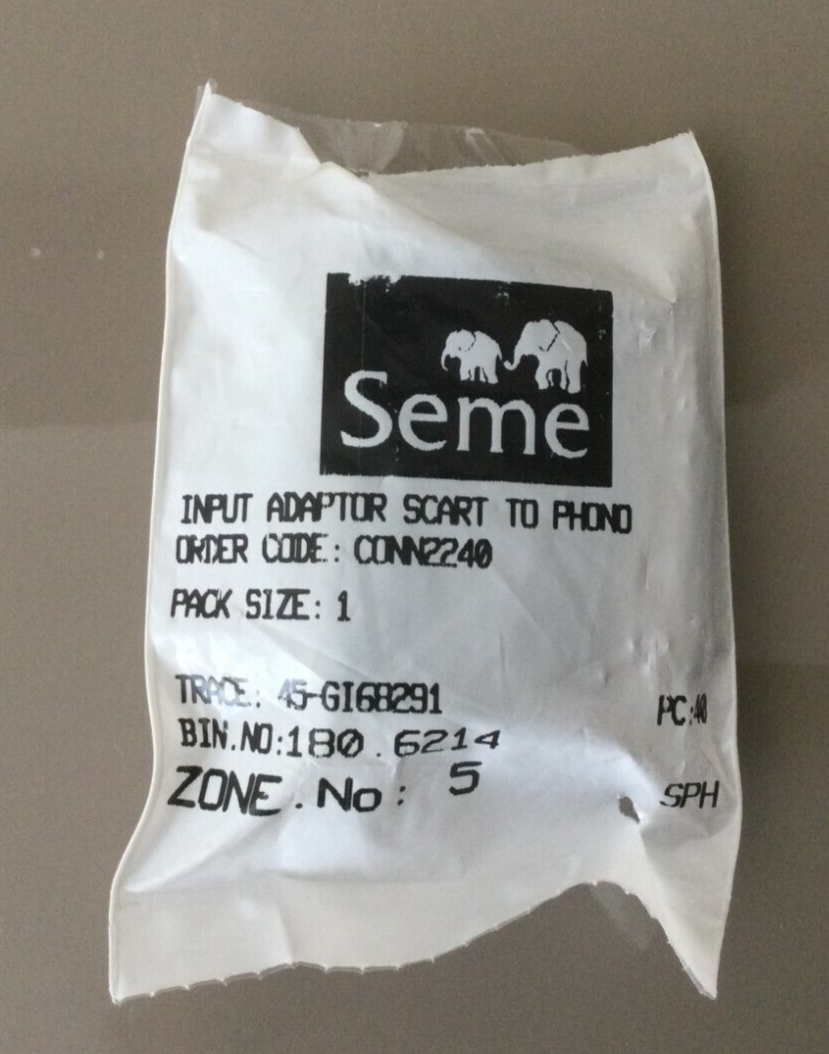 Seme
INPUT ADAPTOR SCART TO PHONO
ORDER CODE: CONN2240
PACK SIZE: 1
TRACE: 45-GI68291
PC:40
BIN.NO:180.6214
ZONE.No: 5
SPH